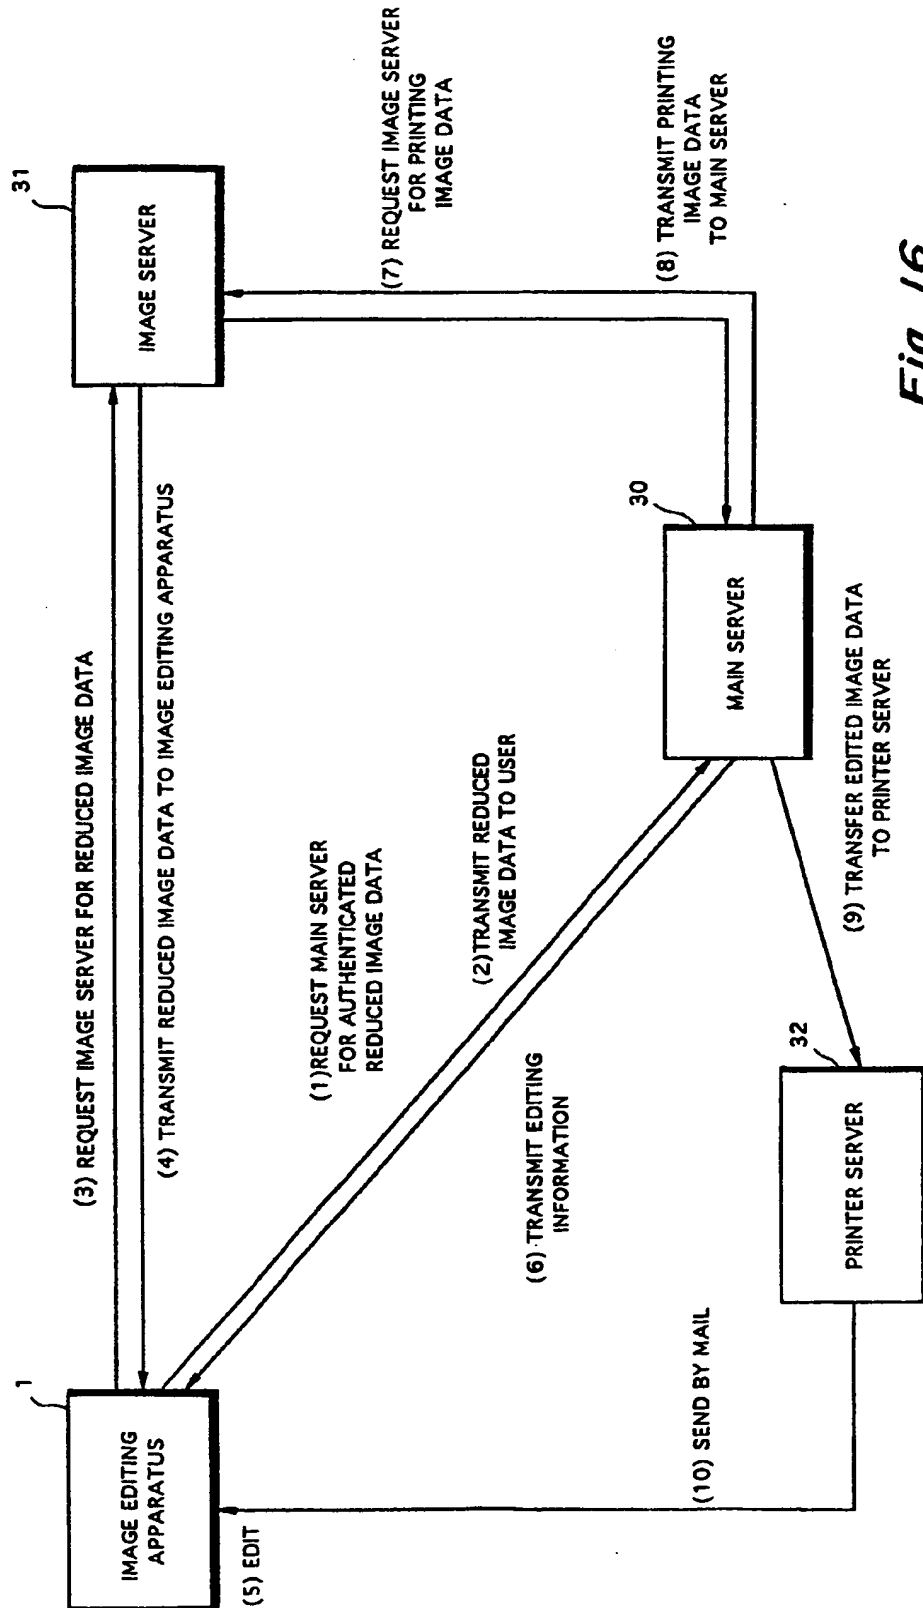 1
IMAGE EDITING
APPARATUS
(5) EDIT
(3) REQUEST IMAGE SERVER FOR REDUCED IMAGE DATA
(4) TRANSMIT REDUCED IMAGE DATA TO IMAGE EDITING APPARATUS
31
IMAGE SERVER
(7) REQUEST IMAGE SERVER
FOR PRINTING
IMAGE DATA
(8) TRANSMIT PRINTING
IMAGE DATA
TO MAIN SERVER
(1)REQUEST MAIN SERVER
FOR AUTHENTICATED
REDUCED IMAGE DATA
(2)TRANSMIT REDUCED
IMAGE DATA TO USER
(6) TRANSMIT EDITING
INFORMATION
30
MAIN SERVER
(9) TRANSFER EDITED IMAGE DATA
TO PRINTER SERVER
32
PRINTER SERVER
(10) SEND BY MAIL
Fig. 16